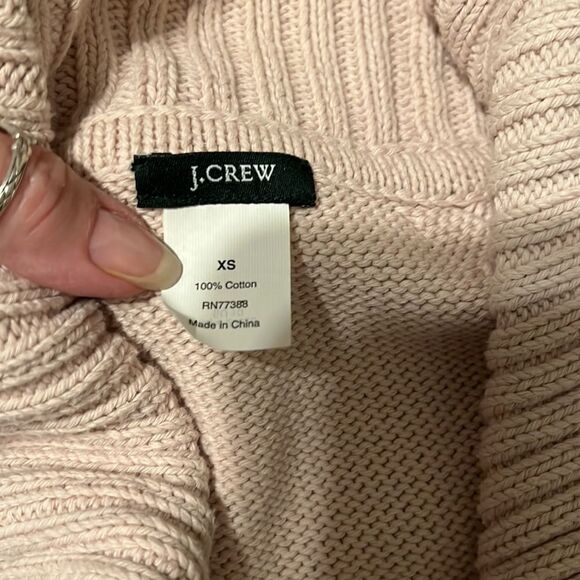 J.CREW
XS
100% Cotton
RN77388
Made in China